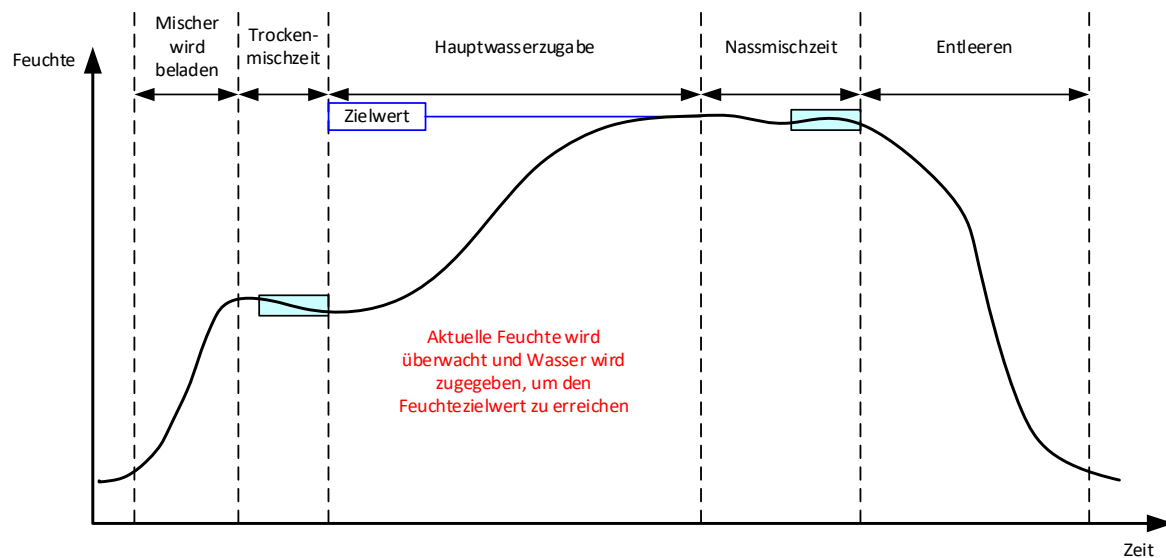 Feuchte
Mischer
wird
beladen
Trocken-
mischzeit
Hauptwasserzugabe
Nassmischzeit
Entleeren
Zielwert
Aktuelle Feuchte wird
überwacht und Wasser wird
zugegeben, um den
Feuchtezielwert zu erreichen
Zeit